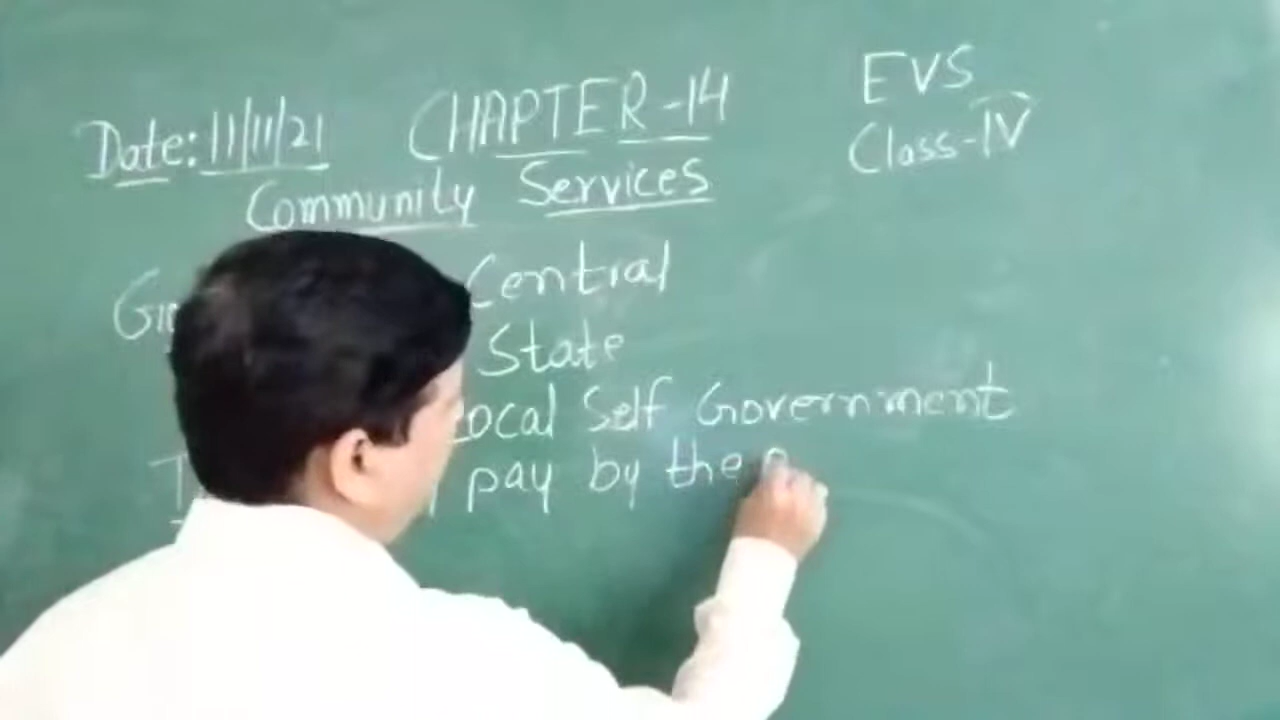 Date: 11/11/21 CHAPTER-14 EVS
Class-IV
Community Services
Central
State
Local Self Government
pay by the